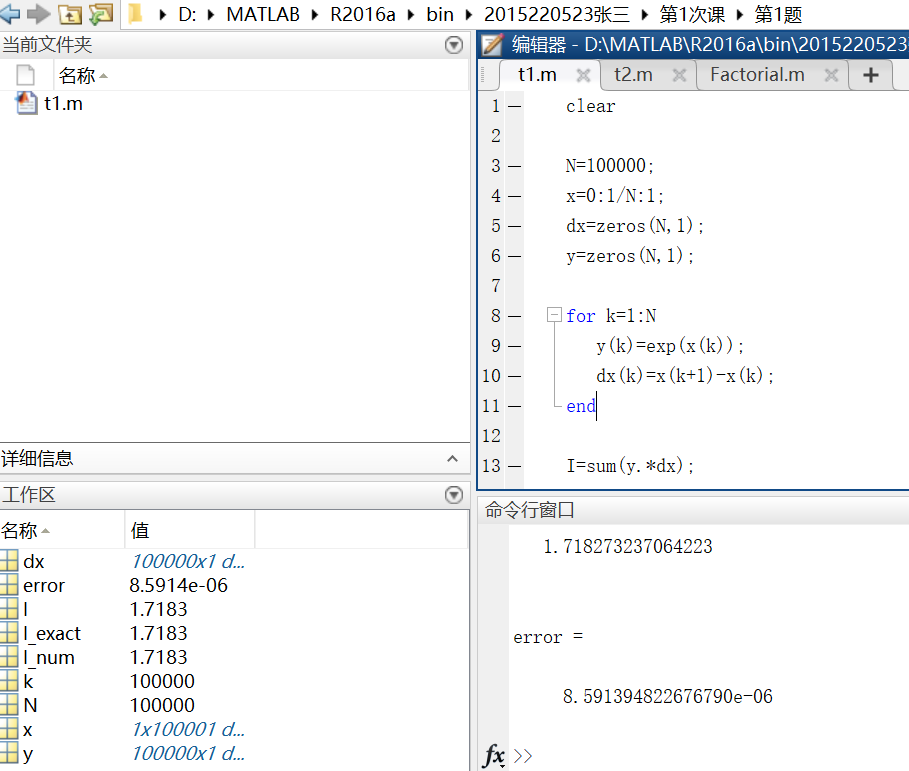 D: MATLAB R2016a bin 2015220523张三 第1次课 第1题
当前文件夹
名称
t1.m
详细信息
工作区
名称 值
dx 100000x1 d...
error 8.5914e-06
I 1.7183
I_exact 1.7183
I_num 1.7183
k 100000
N 100000
x 1x100001 d...
y 100000x1 d...
编辑器 - D:\MATLAB\R2016a\bin\2015220523
t1.m t2.m Factorial.m
1 clear
2
3 N=100000;
4 x=0:1/N:1;
5 dx=zeros(N,1);
6 y=zeros(N,1);
7
8 for k=1:N
9 y(k)=exp(x(k));
10 dx(k)=x(k+1)-x(k);
11 end
12
13 I=sum(y.*dx);
命令行窗口
1.718273237064223
error =
8.591394822676790e-06
fx >>